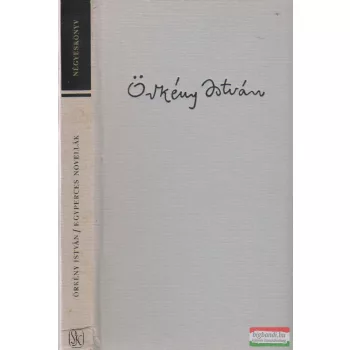 NÉGYESKÖNYV
ÖRKÉNY ISTVÁN / EGYPERCES NOVELLÁK
Örkény István